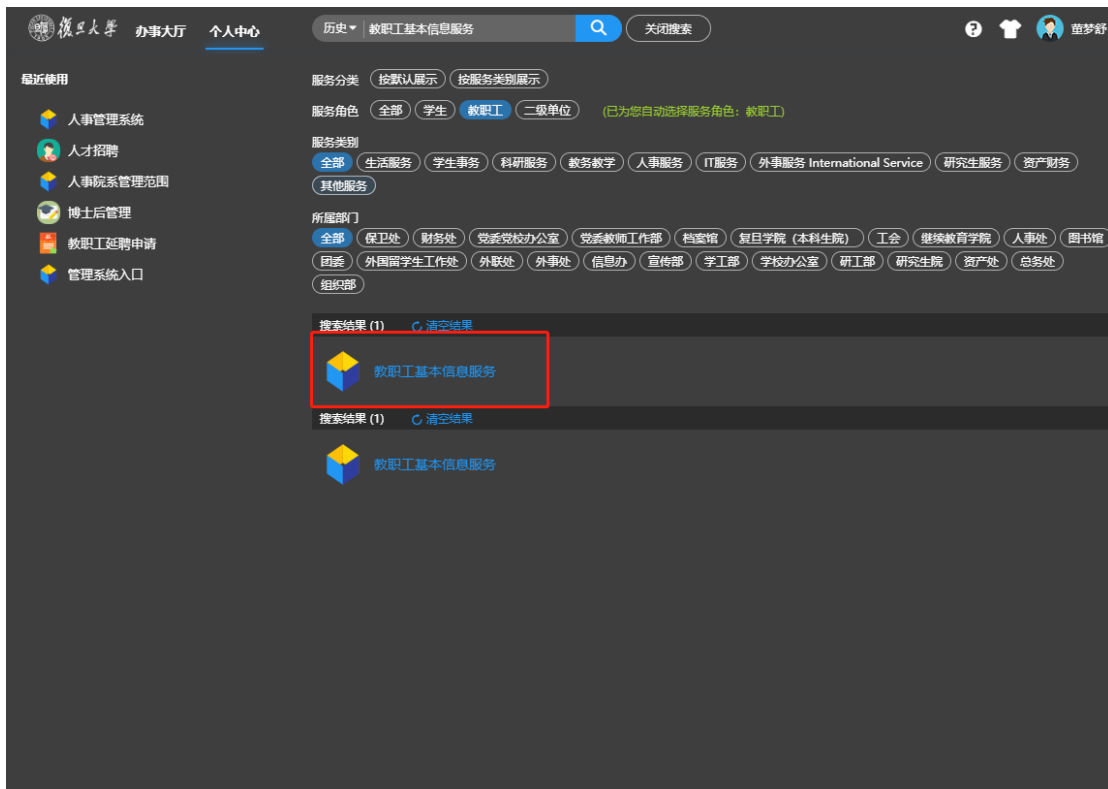 復旦大學 办事大厅 个人中心 历史 教职工基本信息服务 关闭搜索 ? 董梦舒
最近使用
人事管理系统
人才招聘
人事院系管理范围
博士后管理
教职工延聘申请
管理系统入口
服务分类 按默认展示 按服务类别展示
服务角色 全部 学生 教职工 二级单位 (已为您自动选择服务角色：教职工)
服务类别
全部 生活服务 学生事务 科研服务 教务教学 人事服务 IT服务 外事服务 International Service 研究生服务 资产财务
其他服务
所属部门
全部 保卫处 财务处 党委党校办公室 党委教师工作部 档案馆 复旦学院（本科生院） 工会 继续教育学院 人事处 图书馆
团委 外国留学生工作处 外联处 外事处 信息办 宣传部 学工部 学校办公室 研工部 研究生院 资产处 总务处
组织部
搜索结果 (1) 清空结果
教职工基本信息服务
搜索结果 (1) 清空结果
教职工基本信息服务